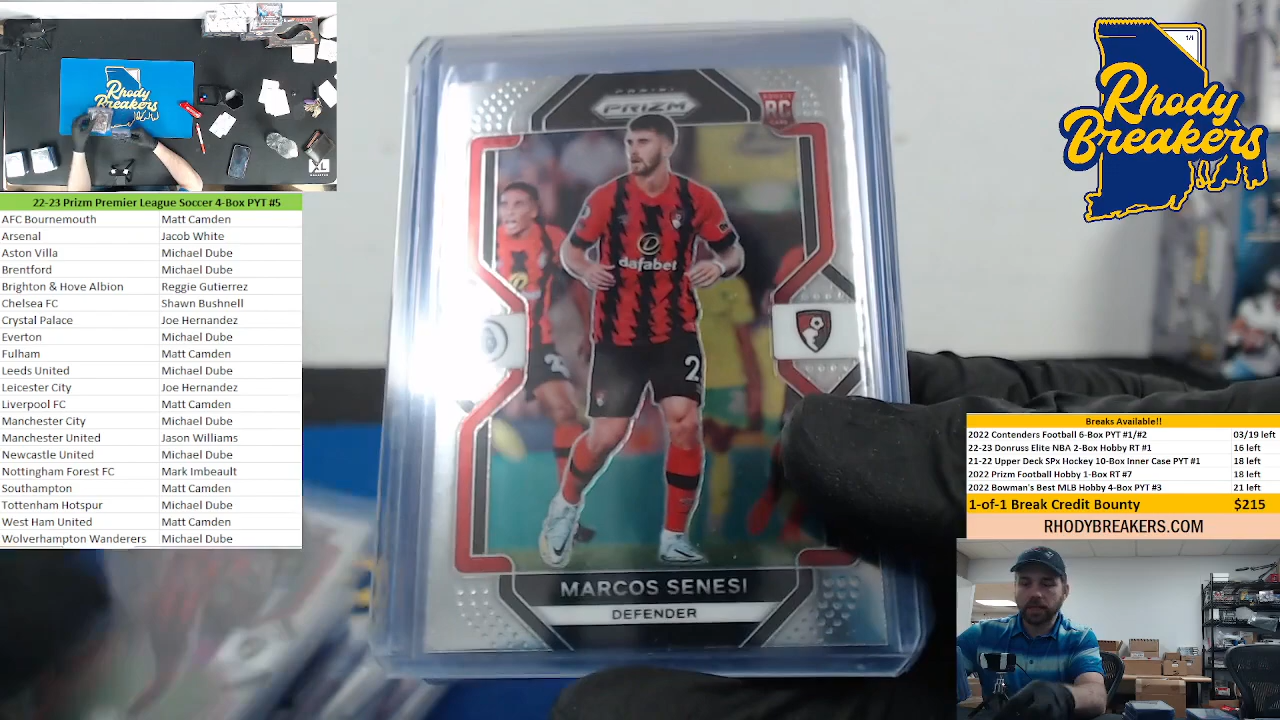 Rhody
Breakers
22-23 Prizm Premier League Soccer 4-Box PYT #5
AFC Bournemouth Matt Camden
Arsenal Jacob White
Aston Villa Michael Dube
Brentford Michael Dube
Brighton & Hove Albion Reggie Gutierrez
Chelsea FC Shawn Bushnell
Crystal Palace Joe Hernandez
Everton Michael Dube
Fulham Matt Camden
Leeds United Michael Dube
Leicester City Joe Hernandez
Liverpool FC Matt Camden
Manchester City Michael Dube
Manchester United Jason Williams
Newcastle United Michael Dube
Nottingham Forest FC Mark Imbeault
Southampton Matt Camden
Tottenham Hotspur Michael Dube
West Ham United Matt Camden
Wolverhampton Wanderers Michael Dube
PANINI
PRIZM
RC
dafabet
2
2
MARCOS SENESI
DEFENDER
1/1
Rhody
Breakers
Breaks Available!!
2022 Contenders Football 6-Box PYT #1/#2 03/19 left
22-23 Donruss Elite NBA 2-Box Hobby RT #1 16 left
21-22 Upper Deck SPx Hockey 10-Box Inner Case PYT #1 18 left
2022 Prizm Football Hobby 1-Box RT #7 18 left
2022 Bowman's Best MLB Hobby 4-Box PYT #3 21 left
1-of-1 Break Credit Bounty $215
RHODYBREAKERS.COM